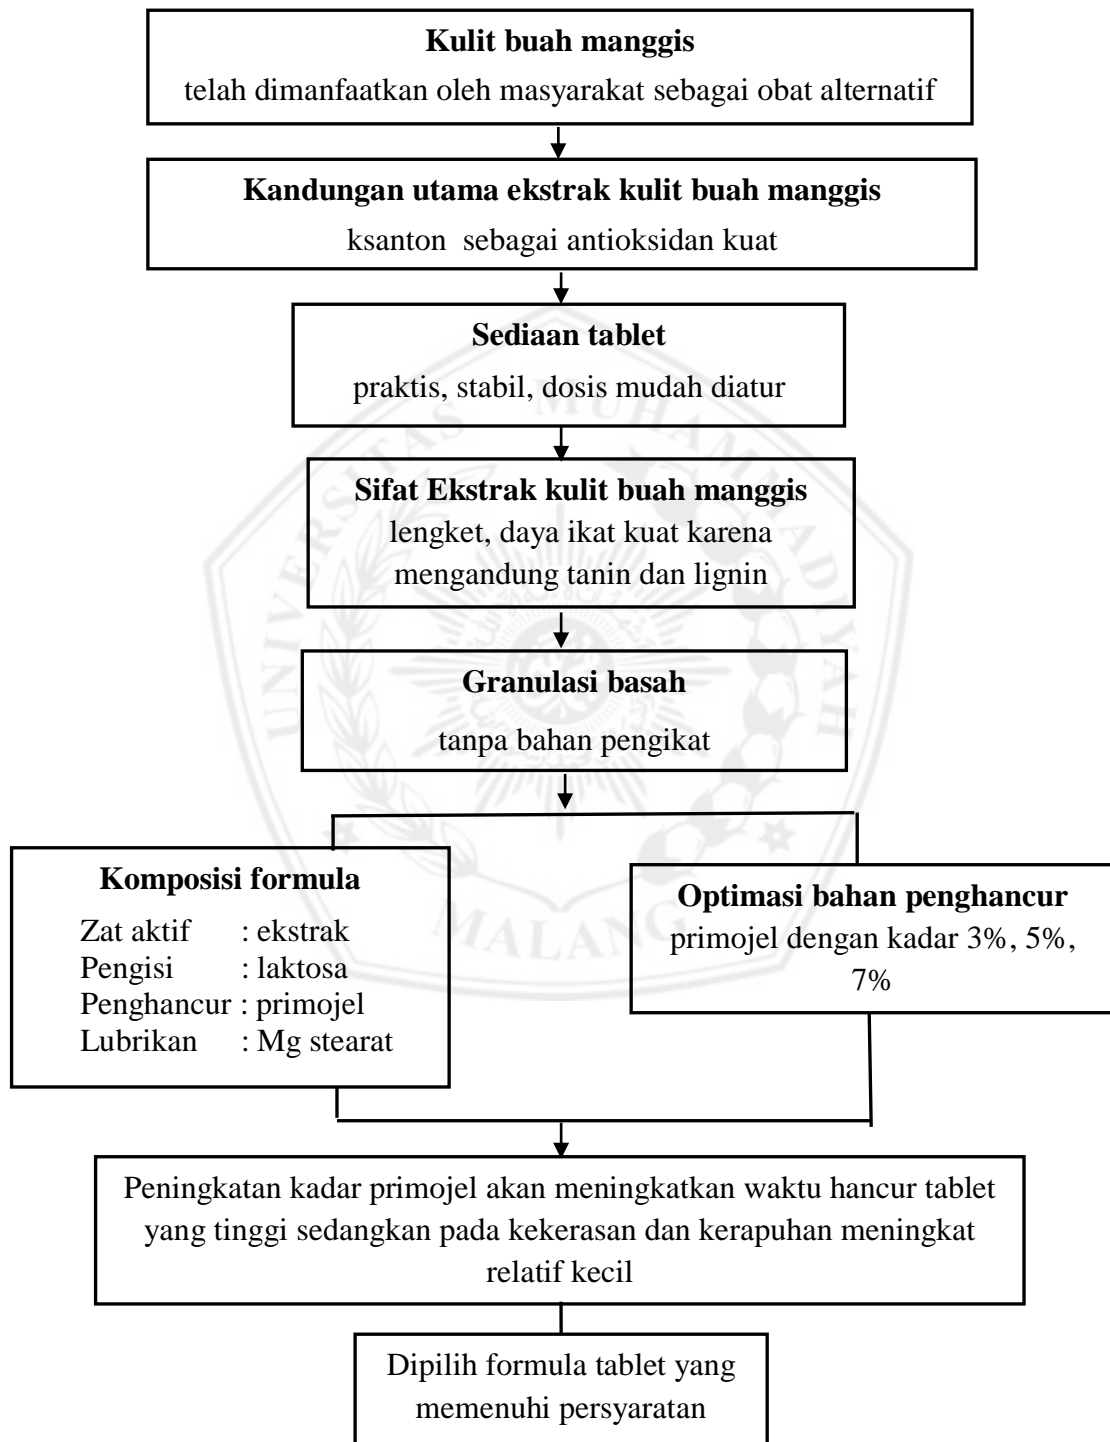 Kulit buah manggis
telah dimanfaatkan oleh masyarakat sebagai obat alternatif
Kandungan utama ekstrak kulit buah manggis
ksanton sebagai antioksidan kuat
Sediaan tablet
praktis, stabil, dosis mudah diatur
Sifat Ekstrak kulit buah manggis
lengket, daya ikat kuat karena
mengandung tanin dan lignin
Granulasi basah
tanpa bahan pengikat
Komposisi formula
Zat aktif : ekstrak
Pengisi : laktosa
Penghancur : primojel
Lubrikan : Mg stearat
Optimasi bahan penghancur
primojel dengan kadar 3%, 5%,
7%
Peningkatan kadar primojel akan meningkatkan waktu hancur tablet
yang tinggi sedangkan pada kekerasan dan kerapuhan meningkat
relatif kecil
Dipilih formula tablet yang
memenuhi persyaratan
UNIVERSITAS MUHAMMADIYAH
MALANG